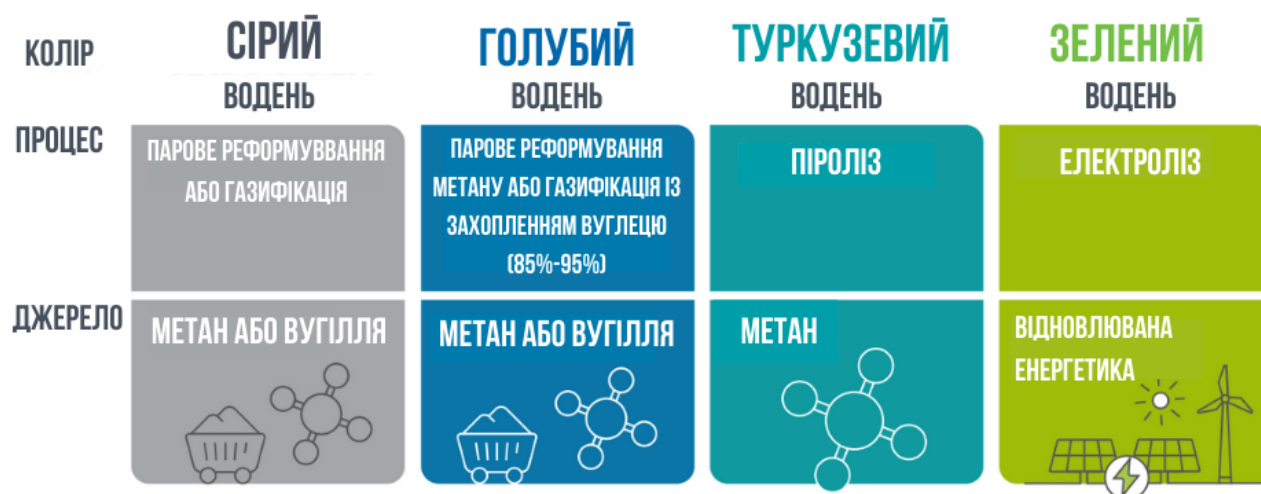 КОЛІР
СІРИЙ
ВОДЕНЬ
ГОЛУБИЙ
ВОДЕНЬ
ТУРКУЗЕВИЙ
ВОДЕНЬ
ЗЕЛЕНИЙ
ВОДЕНЬ
ПРОЦЕС
ПАРОВЕ РЕФОРМУВВАННЯ
АБО ГАЗИФІКАЦІЯ
ПАРОВЕ РЕФОРМУВАННЯ
МЕТАНУ АБО ГАЗИФІКАЦІЯ ІЗ
ЗАХОПЛЕННЯМ ВУГЛЕЦЮ
(85%-95%)
ПІРОЛІЗ
ЕЛЕКТРОЛІЗ
ДЖЕРЕЛО
МЕТАН АБО ВУГІЛЛЯ
МЕТАН АБО ВУГІЛЛЯ
МЕТАН
ВІДНОВЛЮВАНА
ЕНЕРГЕТИКА